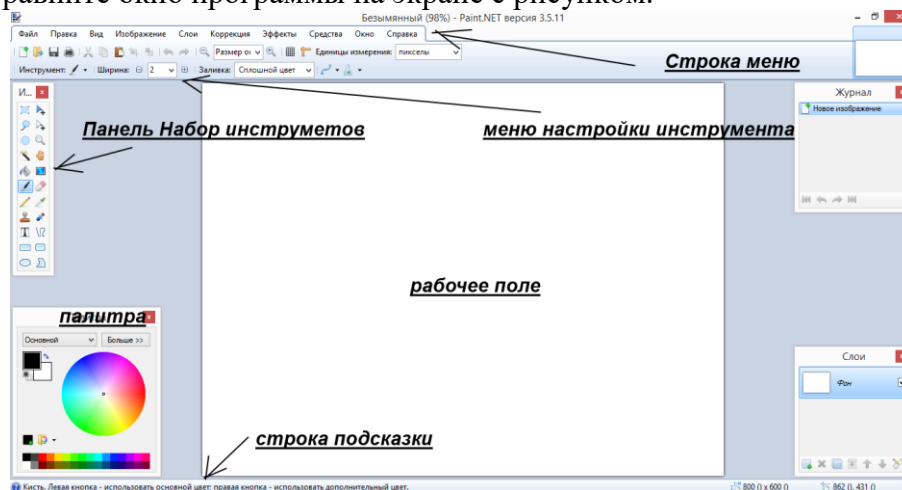 равните окно программы на экране с рисунком.
Безымянный (98%) - Paint.NET версия 3.5.11
Файл Правка Вид Изображение Слои Коррекция Эффекты Средства Окно Справка
Размер Единицы измерения: пикселы
Строка меню
Инструмент: Ширина: 2 Заливка: Сплошной цвет
И...
Журнал
Новое изображение
Панель Набор инструметов
меню настройки инструмента
рабочее поле
палитра
Основной Больше >>
Слои
Фон
строка подсказки
Кисть. Левая кнопка - использовать основной цвет; правая кнопка - использовать дополнительный цвет.
800 () x 600 () 862 (), 431 ()